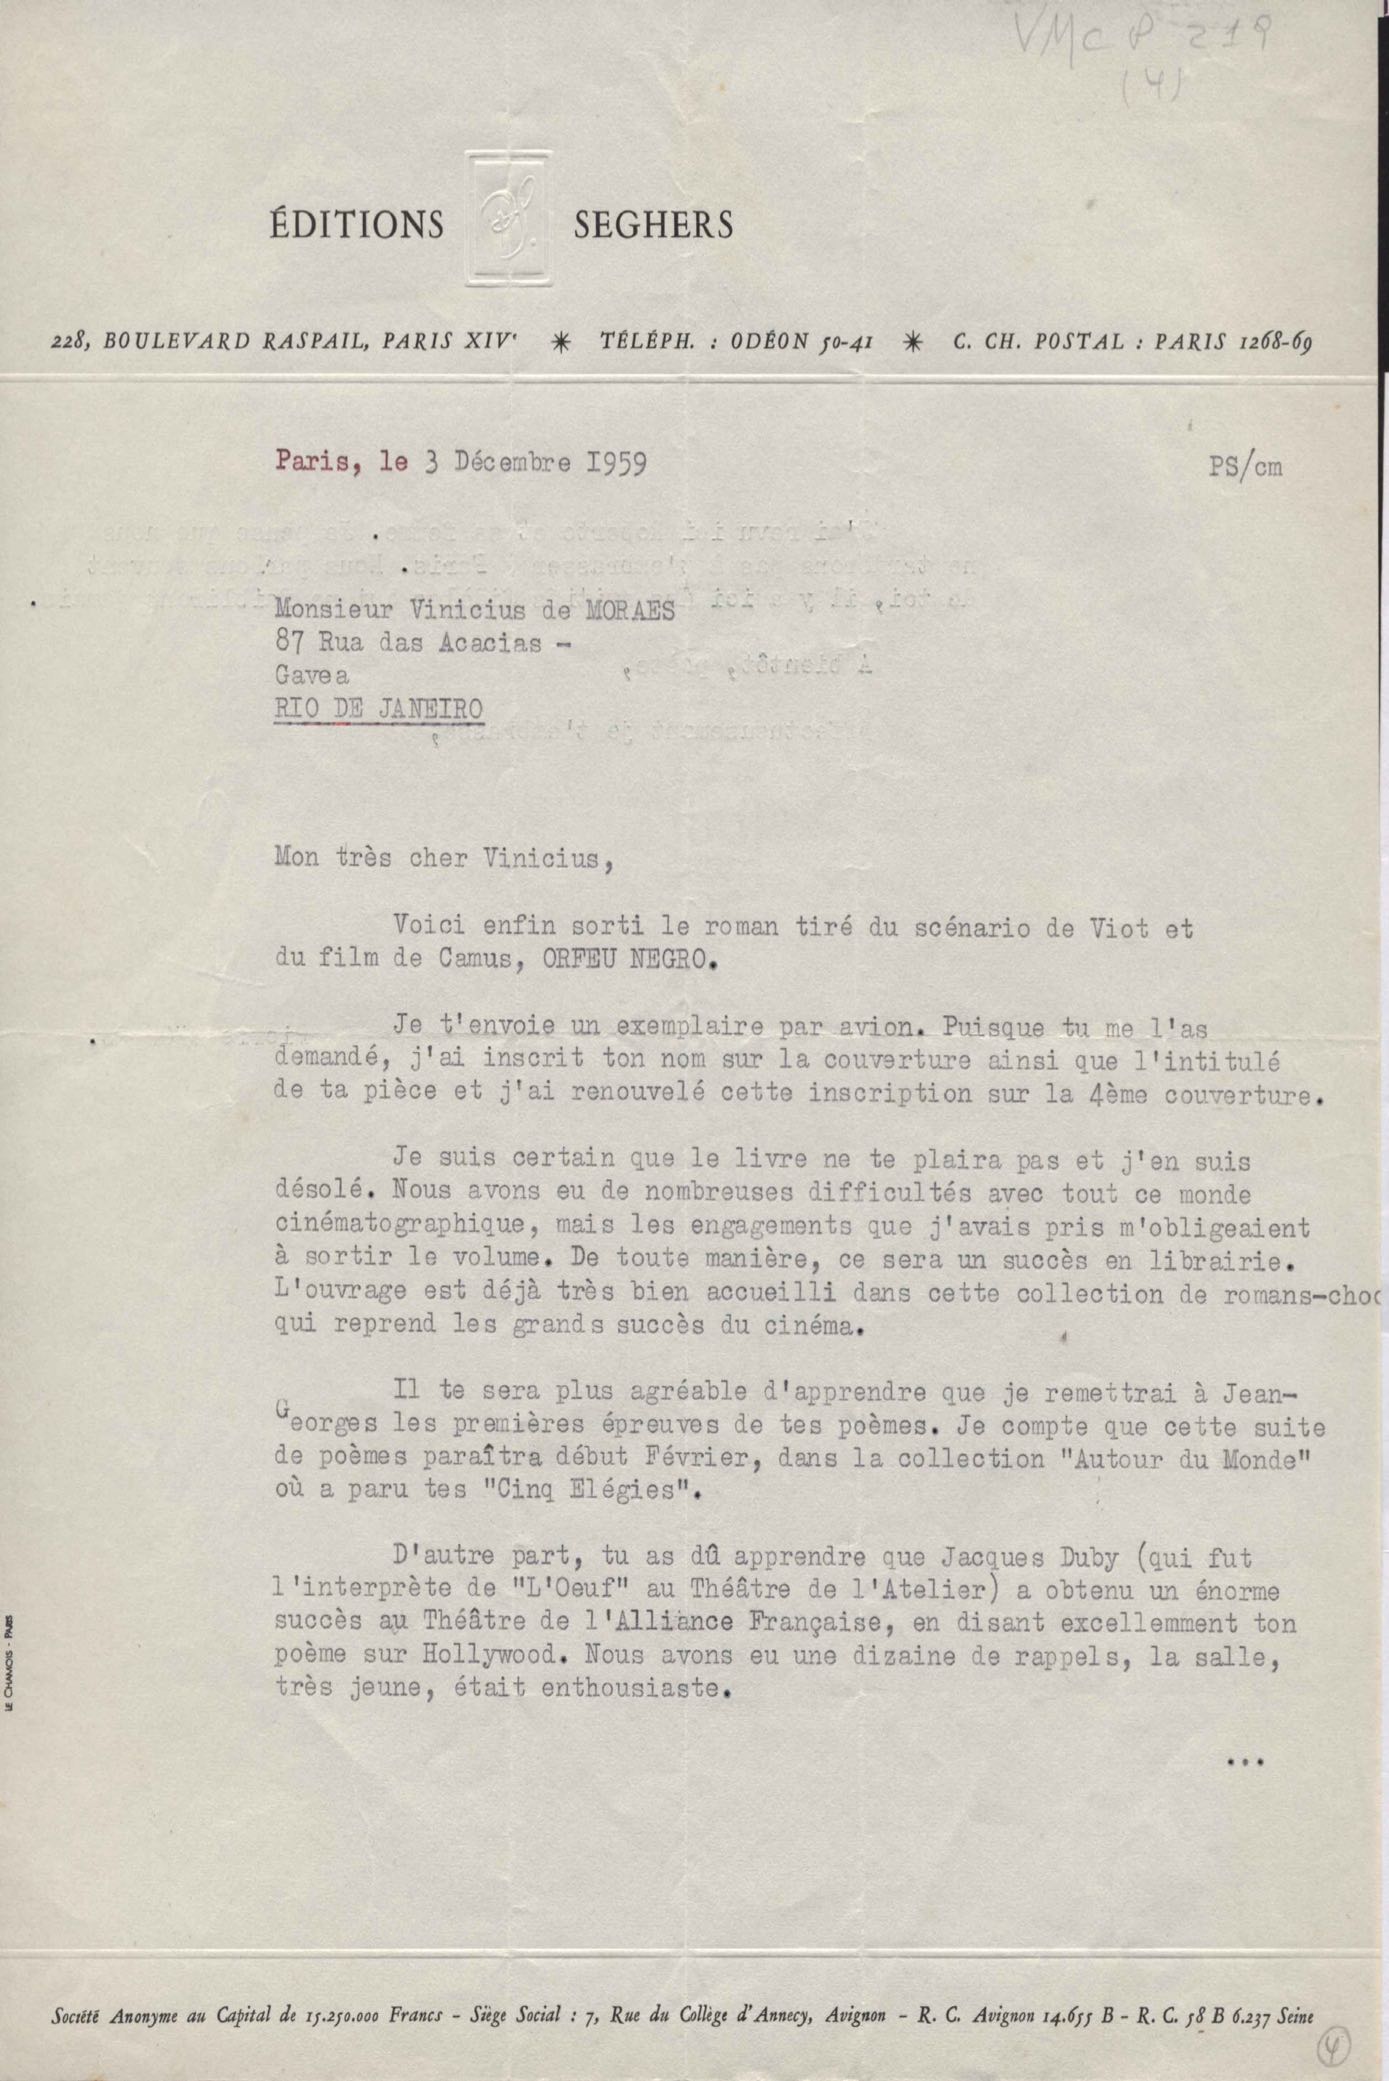 VMc P 219
(4)
ÉDITIONS SEGHERS
228, BOULEVARD RASPAIL, PARIS XIVe * TÉLÉPH. : ODÉON 50-41 * C. CH. POSTAL : PARIS 1268-69
Paris, le 3 Décembre 1959 PS/cm
Monsieur Vinicius de MORAES
87 Rua das Acacias -
Gavea
RIO DE JANEIRO
Mon très cher Vinicius,
Voici enfin sorti le roman tiré du scénario de Viot et
du film de Camus, ORFEU NEGRO.
Je t'envoie un exemplaire par avion. Puisque tu me l'as
demandé, j'ai inscrit ton nom sur la couverture ainsi que l'intitulé
de ta pièce et j'ai renouvelé cette inscription sur la 4ème couverture.
Je suis certain que le livre ne te plaira pas et j'en suis
désolé. Nous avons eu de nombreuses difficultés avec tout ce monde
cinématographique, mais les engagements que j'avais pris m'obligeaient
à sortir le volume. De toute manière, ce sera un succès en librairie.
L'ouvrage est déjà très bien accueilli dans cette collection de romans-choc
qui reprend les grands succès du cinéma.
Il te sera plus agréable d'apprendre que je remettrai à Jean-
Georges les premières épreuves de tes poèmes. Je compte que cette suite
de poèmes paraîtra début Février, dans la collection "Autour du Monde"
où a paru tes "Cinq Elégies".
D'autre part, tu as dû apprendre que Jacques Duby (qui fut
l'interprète de "L'Oeuf" au Théâtre de l'Atelier) a obtenu un énorme
succès au Théâtre de l'Alliance Française, en disant excellemment ton
poème sur Hollywood. Nous avons eu une dizaine de rappels, la salle,
très jeune, était enthousiaste.
...
LE CHAMOIS - PARIS
Société Anonyme au Capital de 15.250.000 Francs - Siège Social : 7, Rue du Collège d'Annecy, Avignon - R. C. Avignon 14.655 B - R. C. 58 B 6.237 Seine
4